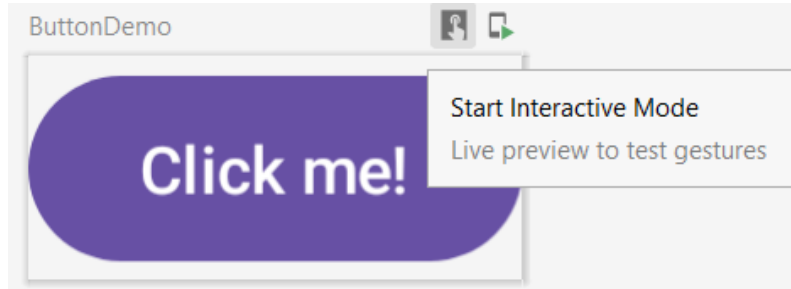 ButtonDemo
Click me!
Start Interactive Mode
Live preview to test gestures